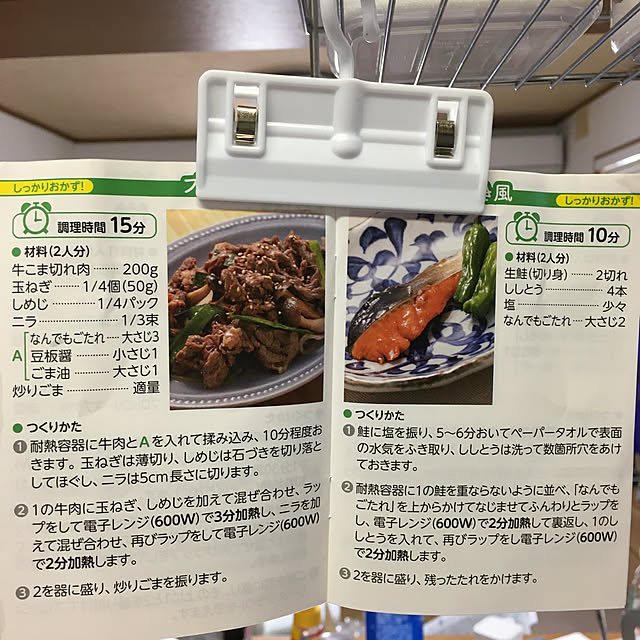 しっかりおかず!
調理時間 15分
●材料(2人分)
牛こま切れ肉……… 200g
玉ねぎ……1/4個(50g)
しめじ…………1/4パック
ニラ………………1/3束
A
なんでもごたれ…大さじ3
豆板醤…………小さじ1
ごま油…………大さじ1
炒りごま……………適量
●つくりかた
1 耐熱容器に牛肉とAを入れて揉み込み、10分程度お
きます。玉ねぎは薄切り、しめじは石づきを切り落と
してほぐし、ニラは5cm長さに切ります。
2 1の牛肉に玉ねぎ、しめじを加えて混ぜ合わせ、ラッ
プをして電子レンジ(600W)で3分加熱し、ニラを加
えて混ぜ合わせ、再びラップをして電子レンジ(600W)
で2分加熱します。
3 2を器に盛り、炒りごまを振ります。
風
しっかりおかず!
調理時間 10分
●材料(2人分)
生鮭(切り身)……… 2切れ
ししとう……………… 4本
塩……………………少々
なんでもごたれ…大さじ2
●つくりかた
1 鮭に塩を振り、5〜6分おいてペーパータオルで表面
の水気をふき取り、ししとうは洗って数箇所穴をあけ
ておきます。
2 耐熱容器に1の鮭を重ならないように並べ、「なんでも
ごたれ」を上からかけてなじませてふんわりとラップを
し、電子レンジ(600W)で2分加熱して裏返し、1のし
しとうを入れて、再びラップをして電子レンジ(600W)
で2分加熱します。
3 2を器に盛り、残ったたれをかけます。